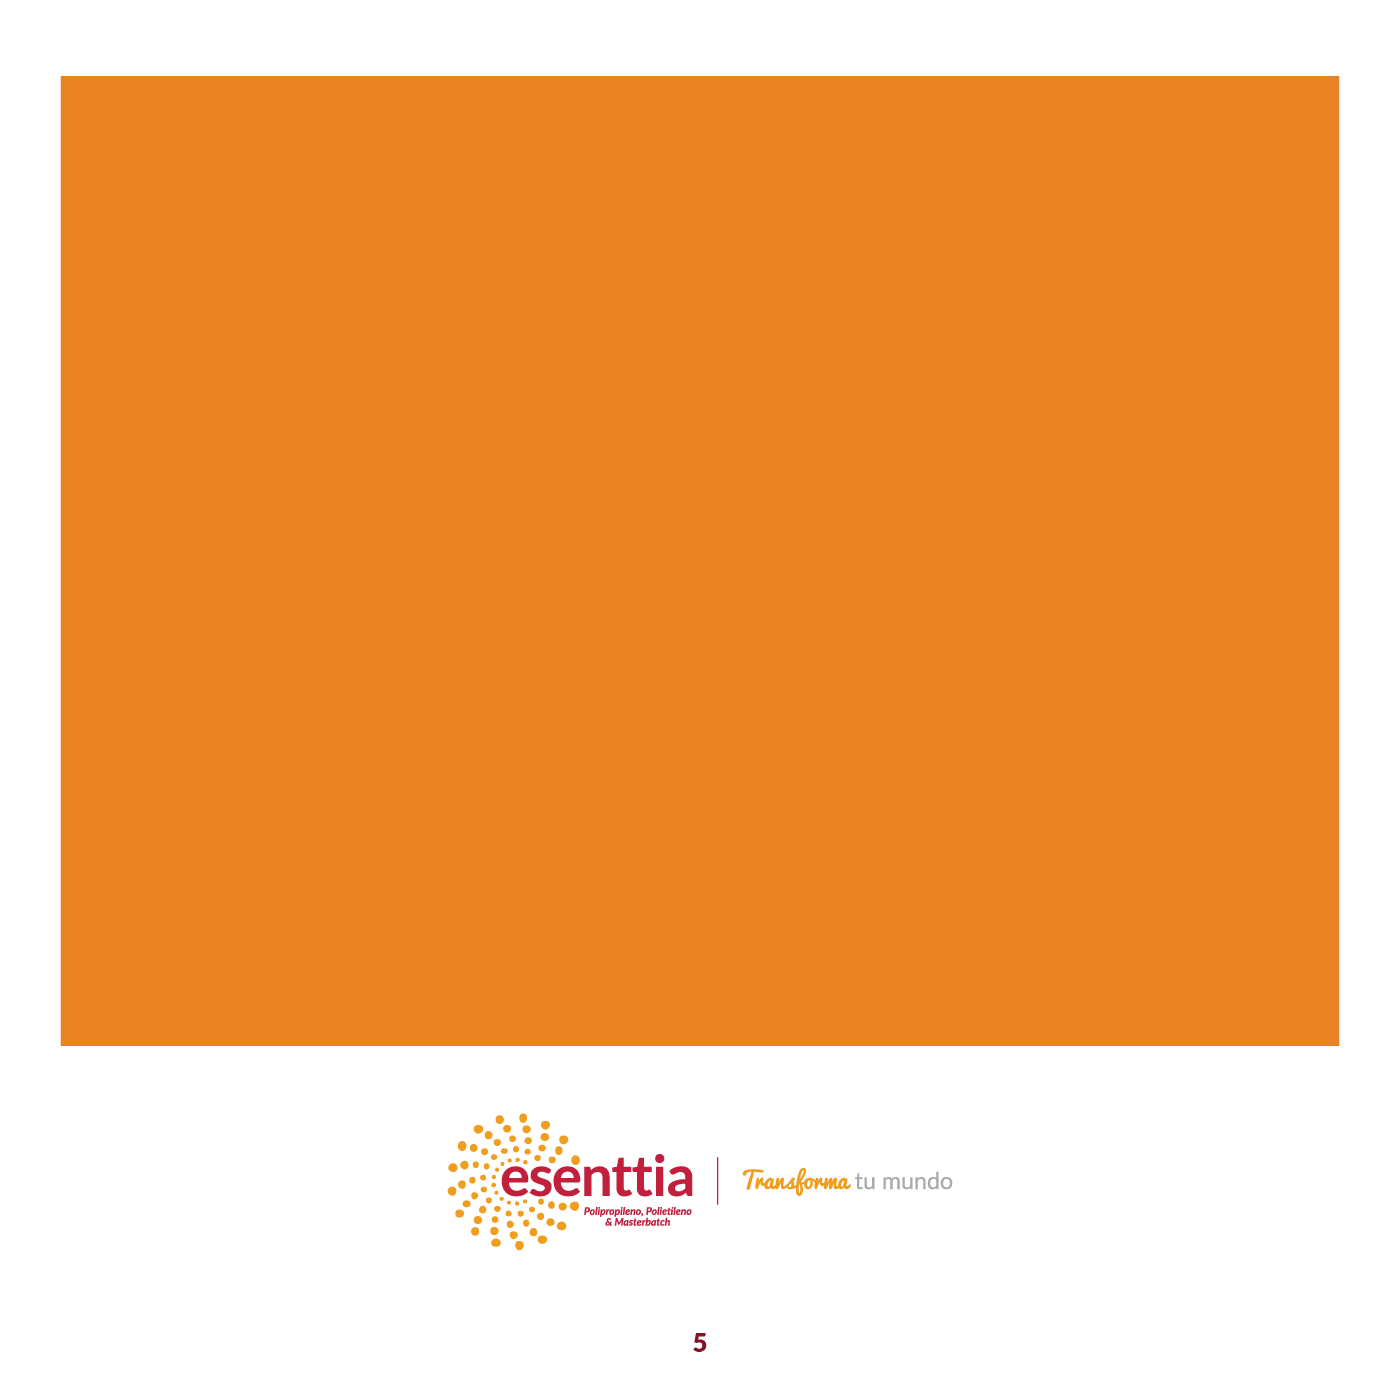 esenttia
Polipropileno, Polietileno
& Masterbatch
Transforma tu mundo
5